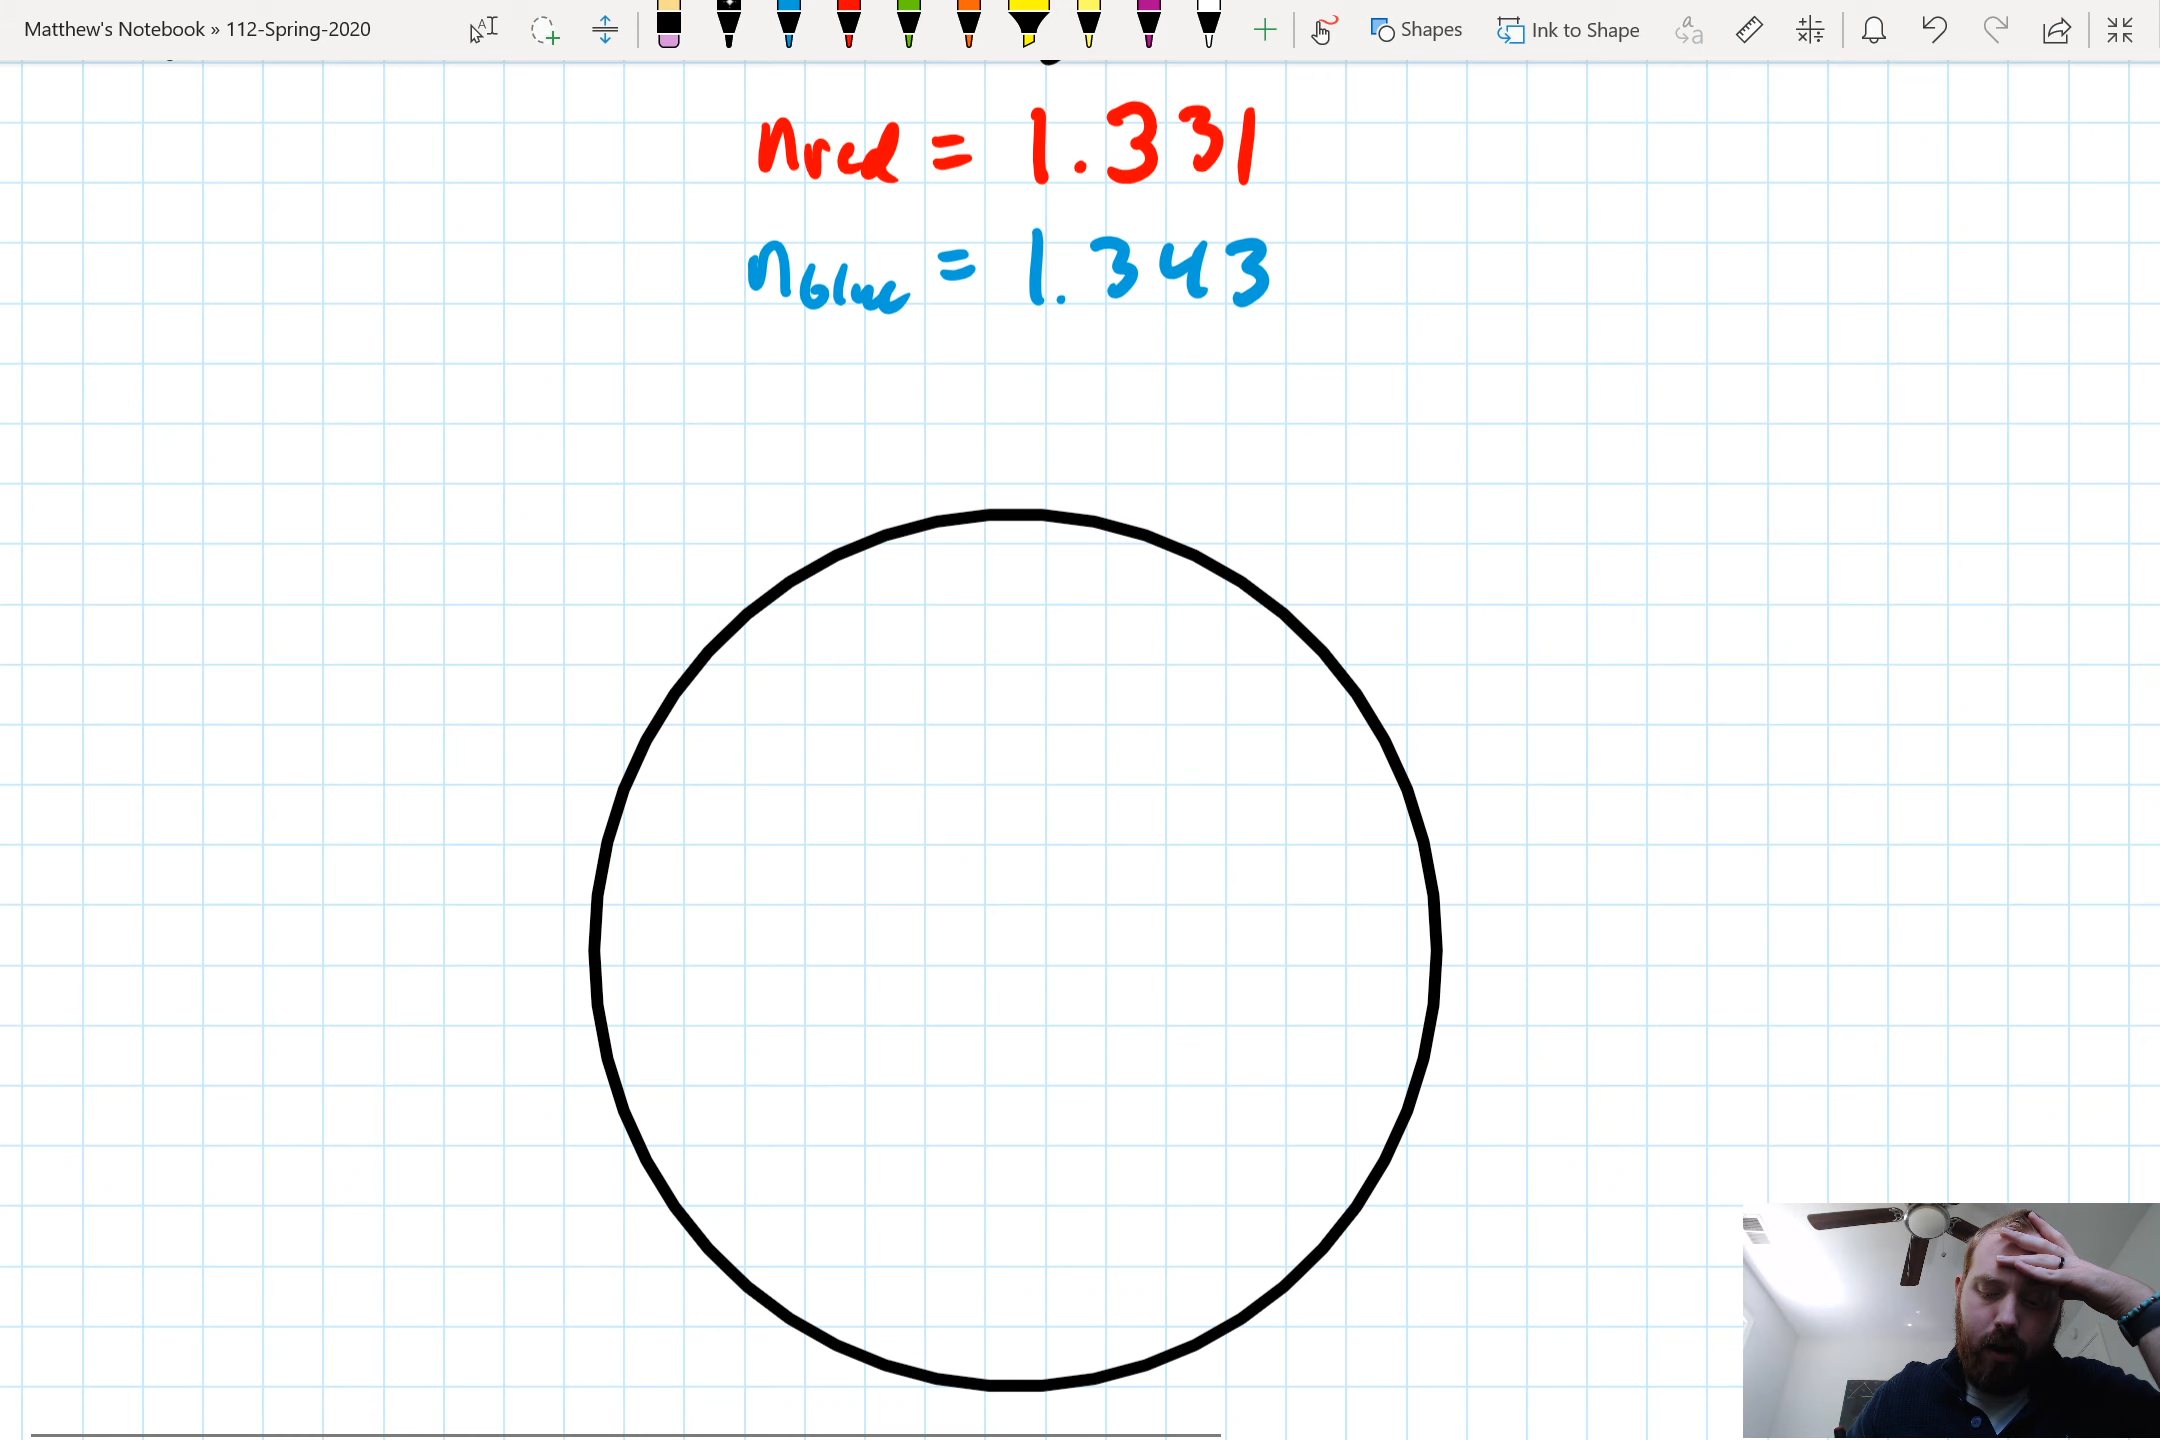 Matthew's Notebook » 112-Spring-2020
Shapes
Ink to Shape
nred = 1.331
nblue = 1.343